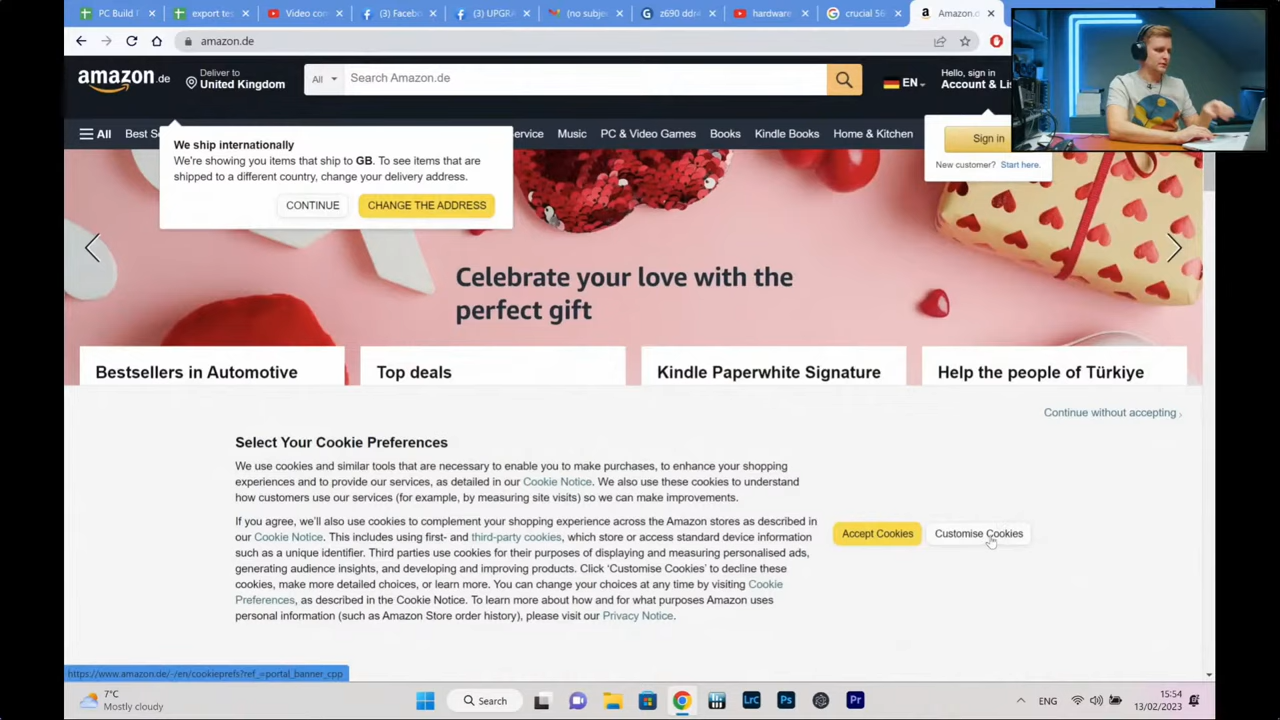 PC Build
export tes
Video con
(3) Facebo
(3) UPGRA
(no subje
z690 ddr4
hardware
crucial 56
Amazon.d
amazon.de
amazon.de
Deliver to
United Kingdom
All
Search Amazon.de
EN
Hello, sign in
Account & Li
All
Best S
ervice
Music
PC & Video Games
Books
Kindle Books
Home & Kitchen
We ship internationally
We're showing you items that ship to GB. To see items that are
shipped to a different country, change your delivery address.
CONTINUE
CHANGE THE ADDRESS
Sign in
New customer? Start here.
Celebrate your love with the
perfect gift
Bestsellers in Automotive
Top deals
Kindle Paperwhite Signature
Help the people of Türkiye
Continue without accepting ›
Select Your Cookie Preferences
We use cookies and similar tools that are necessary to enable you to make purchases, to enhance your shopping
experiences and to provide our services, as detailed in our Cookie Notice. We also use these cookies to understand
how customers use our services (for example, by measuring site visits) so we can make improvements.
If you agree, we'll also use cookies to complement your shopping experience across the Amazon stores as described in
our Cookie Notice. This includes using first- and third-party cookies, which store or access standard device information
such as a unique identifier. Third parties use cookies for their purposes of displaying and measuring personalised ads,
generating audience insights, and developing and improving products. Click 'Customise Cookies' to decline these
cookies, make more detailed choices, or learn more. You can change your choices at any time by visiting Cookie
Preferences, as described in the Cookie Notice. To learn more about how and for what purposes Amazon uses
personal information (such as Amazon Store order history), please visit our Privacy Notice.
Accept Cookies
Customise Cookies
https://www.amazon.de/-/en/cookieprefs?ref_=portal_banner_cpp
7°C
Mostly cloudy
Search
LrC
Ps
Pr
ENG
15:54
13/02/2023